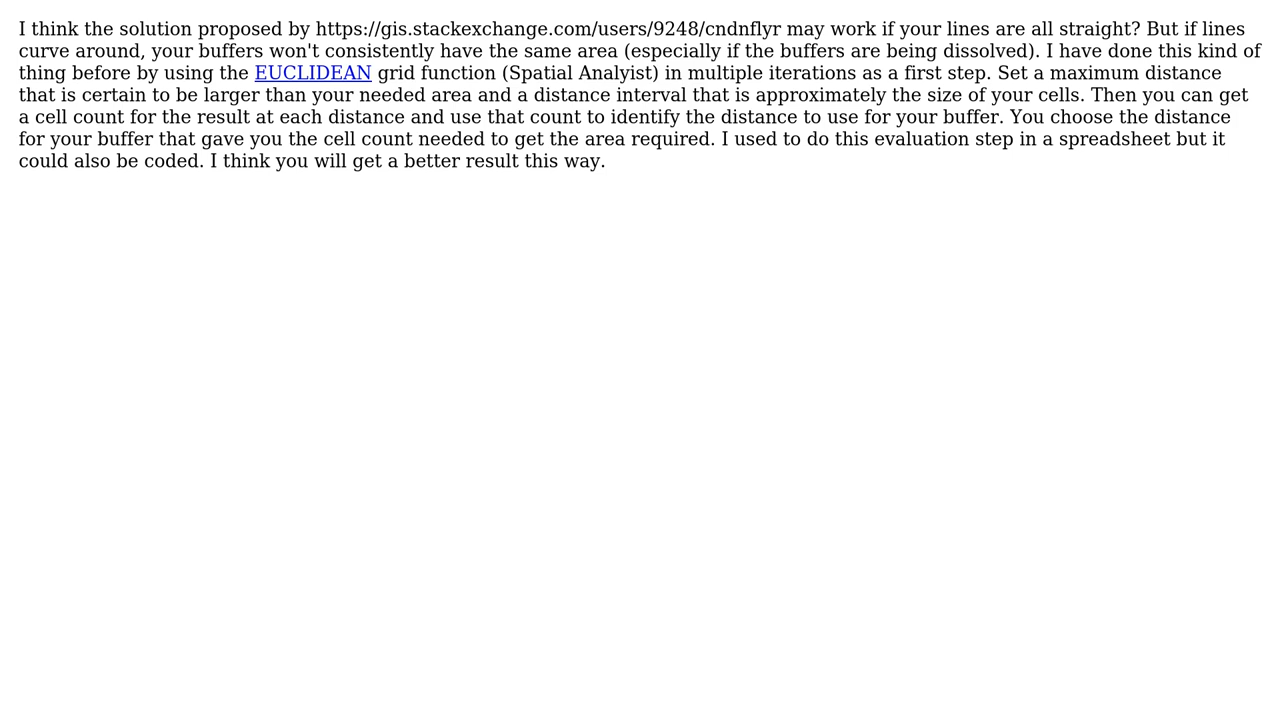 I think the solution proposed by https://gis.stackexchange.com/users/9248/cndnflyr may work if your lines are all straight? But if lines
curve around, your buffers won't consistently have the same area (especially if the buffers are being dissolved). I have done this kind of
thing before by using the EUCLIDEAN grid function (Spatial Analyist) in multiple iterations as a first step. Set a maximum distance
that is certain to be larger than your needed area and a distance interval that is approximately the size of your cells. Then you can get
a cell count for the result at each distance and use that count to identify the distance to use for your buffer. You choose the distance
for your buffer that gave you the cell count needed to get the area required. I used to do this evaluation step in a spreadsheet but it
could also be coded. I think you will get a better result this way.